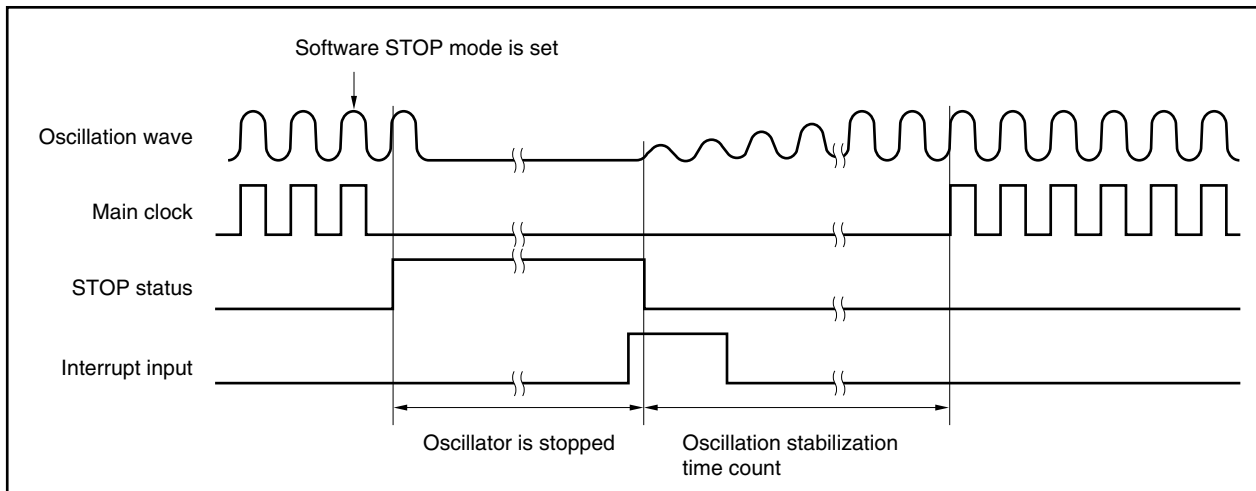 Software STOP mode is set
Oscillation wave
Main clock
STOP status
Interrupt input
Oscillator is stopped
Oscillation stabilization
time count